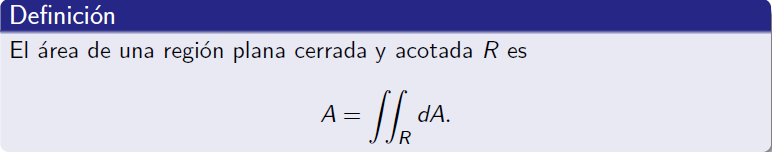 Definición
El área de una región plana cerrada y acotada R es
A = ∬_R dA.